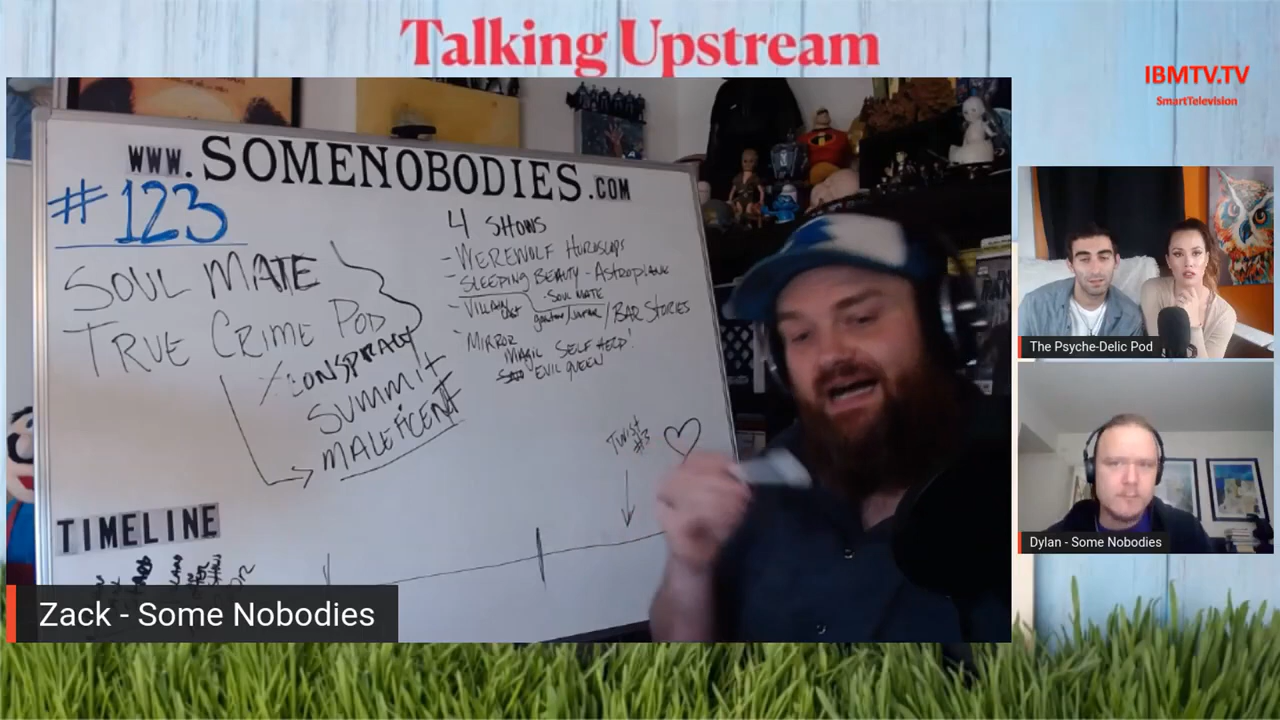 Talking Upstream
IBMTV.TV
SmartTelevision
WWW.SOMENOBODIES.COM
#123
SOUL MATE
TRUE CRIME POD
CONSPIRACY
SUMMIT
MALEFICENT
4 SHOWS
- WEREWOLF
- SLEEPING BEAUTY - ASTROPLANE
- VILLAIN
SOUL MATE
/ BAR STORIES
- MIRROR
MAGIC SELF HELP.
EVIL QUEEN
TWIST
#3
TIMELINE
Zack - Some Nobodies
The Psyche-Delic Pod
Dylan - Some Nobodies